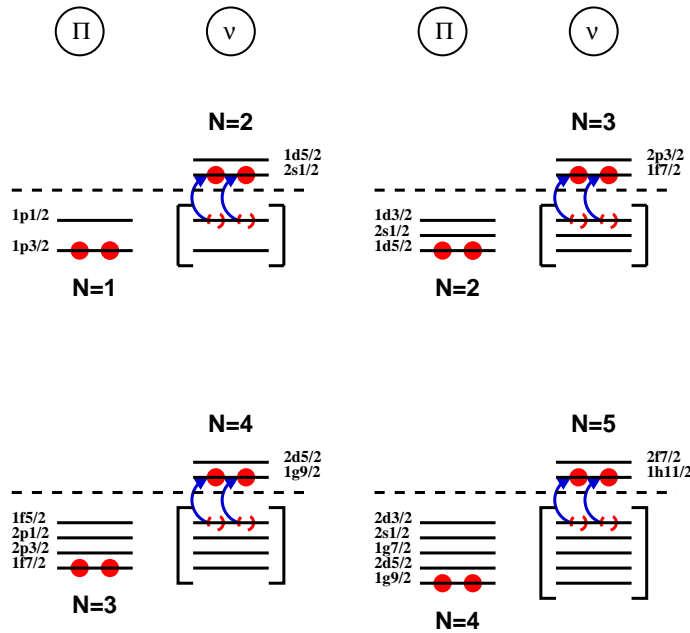 Π
ν
Π
ν
N=2
1d5/2
2s1/2
1p1/2
1p3/2
N=1
N=3
2p3/2
1f7/2
1d3/2
2s1/2
1d5/2
N=2
N=4
2d5/2
1g9/2
1f5/2
2p1/2
2p3/2
1f7/2
N=3
N=5
2f7/2
1h11/2
2d3/2
2s1/2
1g7/2
2d5/2
1g9/2
N=4